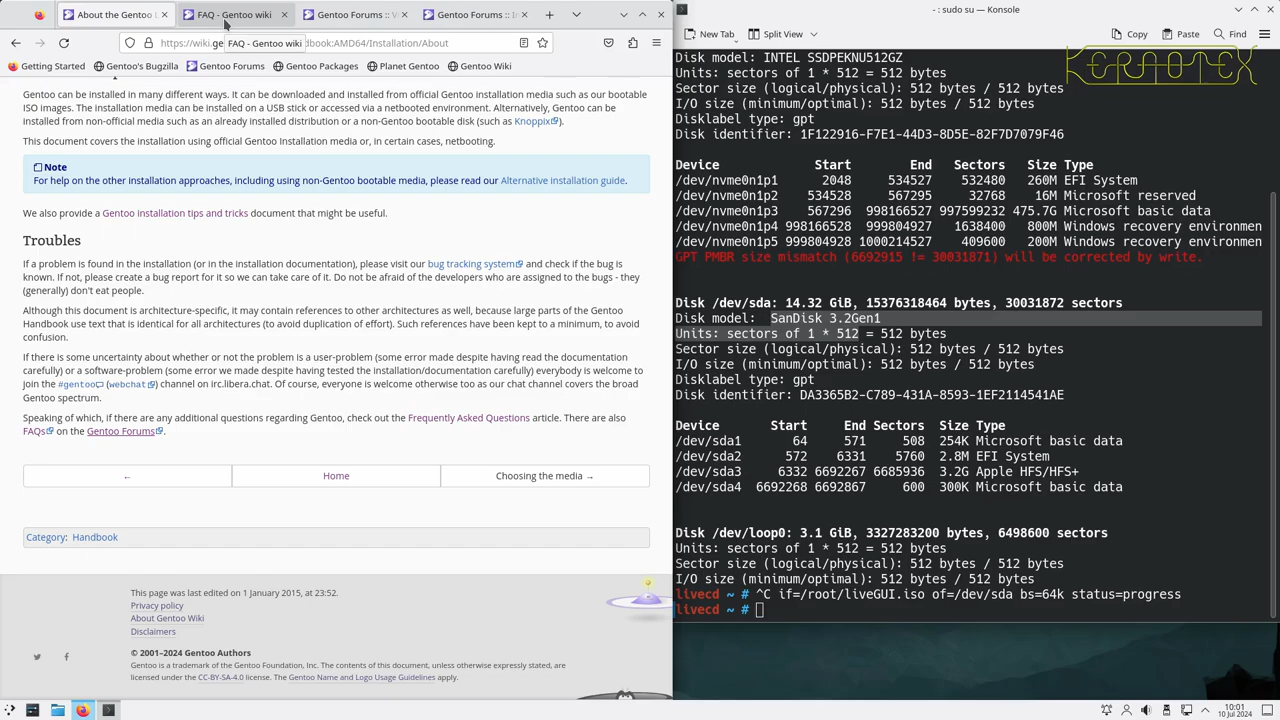 About the Gentoo L
FAQ - Gentoo wiki
Gentoo Forums :: V
Gentoo Forums :: I
https://wiki.ge
FAQ - Gentoo wiki
dbook:AMD64/Installation/About
Getting Started
Gentoo's Bugzilla
Gentoo Forums
Gentoo Packages
Planet Gentoo
Gentoo Wiki
Gentoo can be installed in many different ways. It can be downloaded and installed from official Gentoo installation media such as our bootable
ISO images. The installation media can be installed on a USB stick or accessed via a netbooted environment. Alternatively, Gentoo can be
installed from non-official media such as an already installed distribution or a non-Gentoo bootable disk (such as Knoppix).
This document covers the installation using official Gentoo Installation media or, in certain cases, netbooting.
Note
For help on the other installation approaches, including using non-Gentoo bootable media, please read our Alternative installation guide.
We also provide a Gentoo installation tips and tricks document that might be useful.
Troubles
If a problem is found in the installation (or in the installation documentation), please visit our bug tracking system and check if the bug is
known. If not, please create a bug report for it so we can take care of it. Do not be afraid of the developers who are assigned to the bugs - they
(generally) don't eat people.
Although this document is architecture-specific, it may contain references to other architectures as well, because large parts of the Gentoo
Handbook use text that is identical for all architectures (to avoid duplication of effort). Such references have been kept to a minimum, to avoid
confusion.
If there is some uncertainty about whether or not the problem is a user-problem (some error made despite having read the documentation
carefully) or a software-problem (some error we made despite having tested the installation/documentation carefully) everybody is welcome to
join the #gentoo (webchat) channel on irc.libera.chat. Of course, everyone is welcome otherwise too as our chat channel covers the broad
Gentoo spectrum.
Speaking of which, if there are any additional questions regarding Gentoo, check out the Frequently Asked Questions article. There are also
FAQs on the Gentoo Forums.
←
Home
Choosing the media →
Category: Handbook
This page was last edited on 1 January 2015, at 23:52.
Privacy policy
About Gentoo Wiki
Disclaimers
© 2001–2024 Gentoo Authors
Gentoo is a trademark of the Gentoo Foundation, Inc. The contents of this document, unless otherwise expressly stated, are
licensed under the CC-BY-SA-4.0 license. The Gentoo Name and Logo Usage Guidelines apply.
: sudo su — Konsole
New Tab
Split View
Copy
Paste
Find
KERNOTEX
Disk model: INTEL SSDPEKNU512GZ
Units: sectors of 1 * 512 = 512 bytes
Sector size (logical/physical): 512 bytes / 512 bytes
I/O size (minimum/optimal): 512 bytes / 512 bytes
Disklabel type: gpt
Disk identifier: 1F122916-F7E1-44D3-8D5E-82F7D7079F46
Device Start End Sectors Size Type
/dev/nvme0n1p1 2048 534527 532480 260M EFI System
/dev/nvme0n1p2 534528 567295 32768 16M Microsoft reserved
/dev/nvme0n1p3 567296 998166527 997599232 475.7G Microsoft basic data
/dev/nvme0n1p4 998166528 999804927 1638400 800M Windows recovery environmen
/dev/nvme0n1p5 999804928 1000214527 409600 200M Windows recovery environmen
GPT PMBR size mismatch (6692915 != 30031871) will be corrected by write.
Disk /dev/sda: 14.32 GiB, 15376318464 bytes, 30031872 sectors
Disk model: SanDisk 3.2Gen1
Units: sectors of 1 * 512 = 512 bytes
Sector size (logical/physical): 512 bytes / 512 bytes
I/O size (minimum/optimal): 512 bytes / 512 bytes
Disklabel type: gpt
Disk identifier: DA3365B2-C789-431A-8593-1EF2114541AE
Device Start End Sectors Size Type
/dev/sda1 64 571 508 254K Microsoft basic data
/dev/sda2 572 6331 5760 2.8M EFI System
/dev/sda3 6332 6692267 6685936 3.2G Apple HFS/HFS+
/dev/sda4 6692268 6692867 600 300K Microsoft basic data
Disk /dev/loop0: 3.1 GiB, 3327283200 bytes, 6498600 sectors
Units: sectors of 1 * 512 = 512 bytes
Sector size (logical/physical): 512 bytes / 512 bytes
I/O size (minimum/optimal): 512 bytes / 512 bytes
livecd ~ # ^C if=/root/liveGUI.iso of=/dev/sda bs=64k status=progress
livecd ~ #
10:01
10 Jul 2024